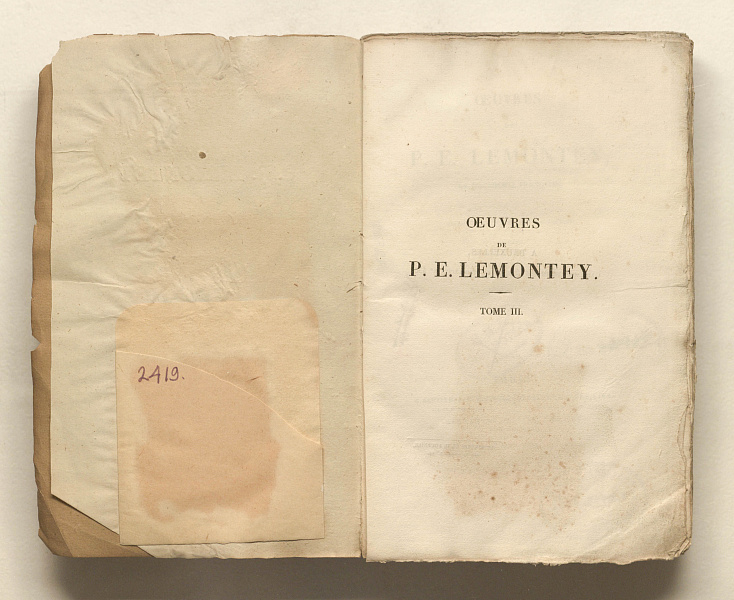 2419.
ŒUVRES
DE
P. E. LEMONTEY.
TOME III.